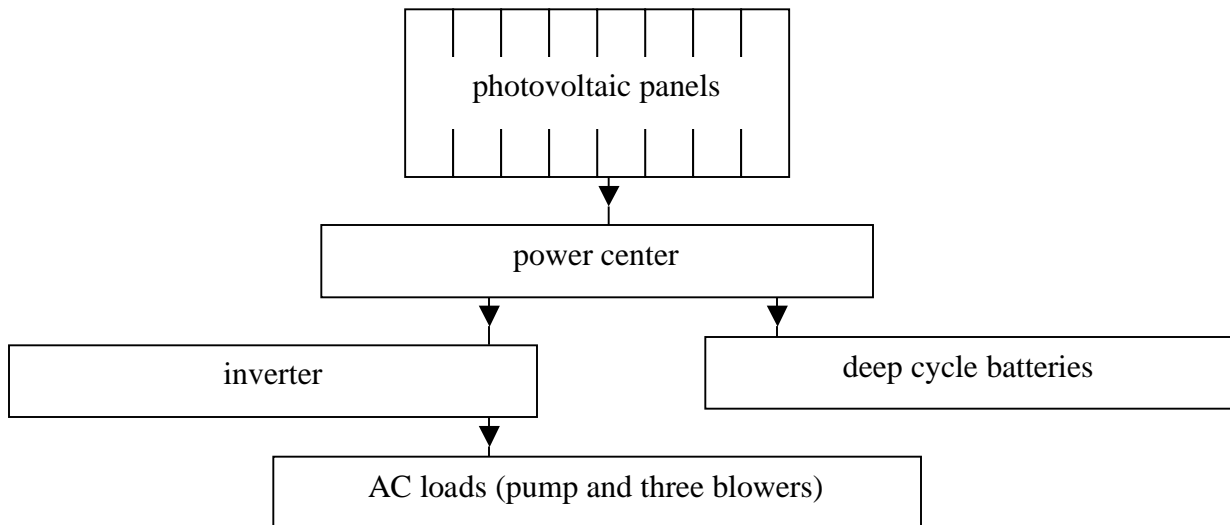 photovoltaic panels
power center
inverter
deep cycle batteries
AC loads (pump and three blowers)